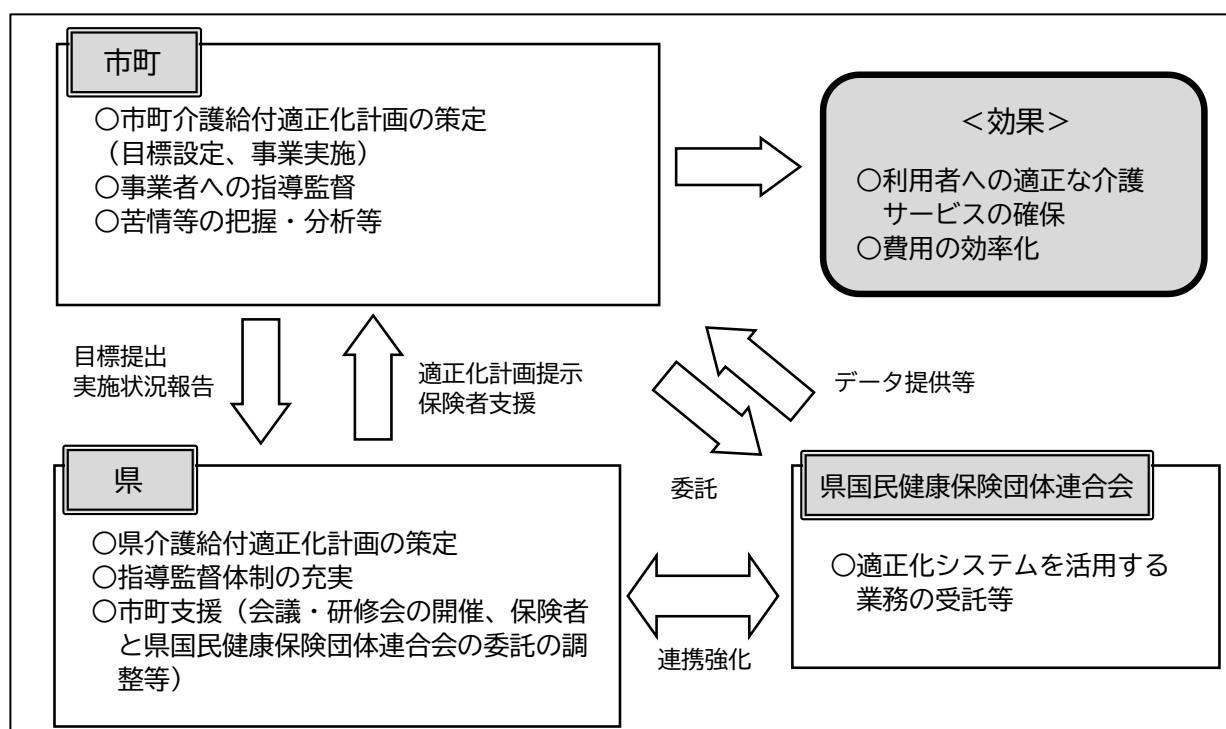 市町
○市町介護給付適正化計画の策定
（目標設定、事業実施）
○事業者への指導監督
○苦情等の把握・分析等
＜効果＞
○利用者への適正な介護
サービスの確保
○費用の効率化
目標提出
実施状況報告
適正化計画提示
保険者支援
データ提供等
委託
県
○県介護給付適正化計画の策定
○指導監督体制の充実
○市町支援（会議・研修会の開催、保険者
と県国民健康保険団体連合会の委託の調
整等）
連携強化
県国民健康保険団体連合会
○適正化システムを活用する
業務の受託等